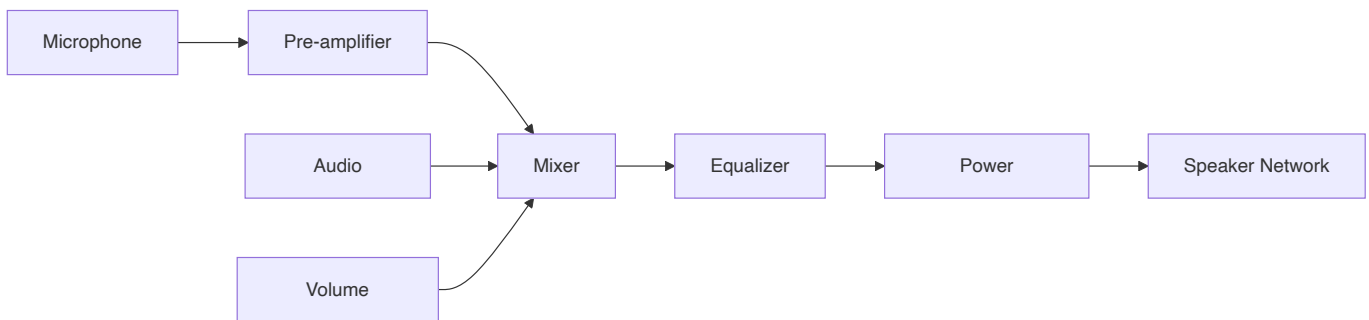 Microphone
Pre-amplifier
Audio
Mixer
Equalizer
Power
Speaker Network
Volume